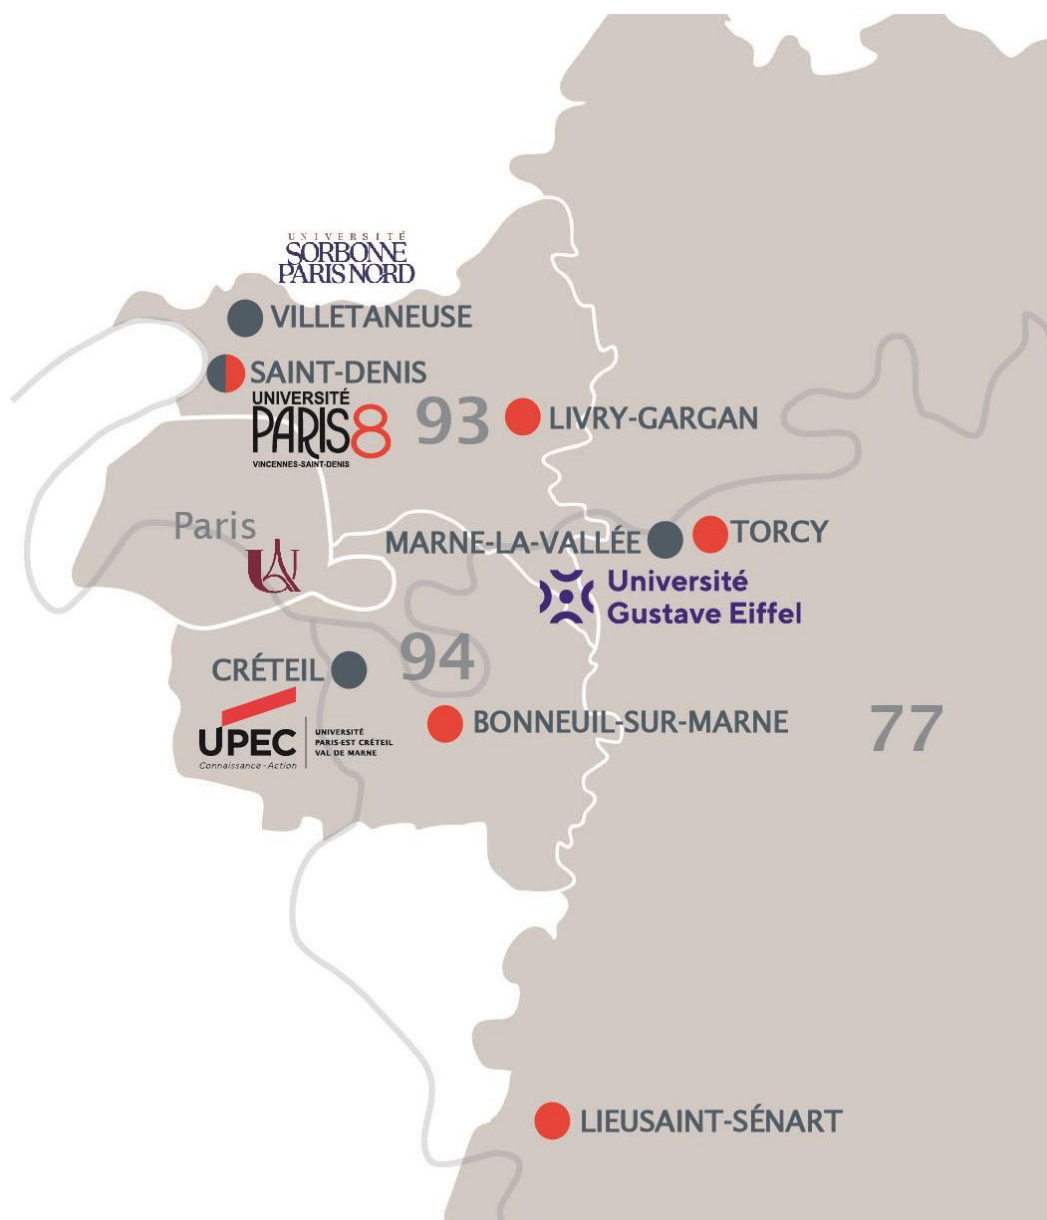 UNIVERSITÉ
SORBONNE
PARIS NORD
VILLETANEUSE
SAINT-DENIS
UNIVERSITÉ
PARIS8
VINCENNES-SAINT-DENIS
93
LIVRY-GARGAN
Paris
MARNE-LA-VALLÉE
TORCY
Université
Gustave Eiffel
94
CRÉTEIL
UPEC
Connaissance - Action
UNIVERSITÉ
PARIS-EST CRÉTEIL
VAL DE MARNE
BONNEUIL-SUR-MARNE
77
LIEUSAINT-SÉNART